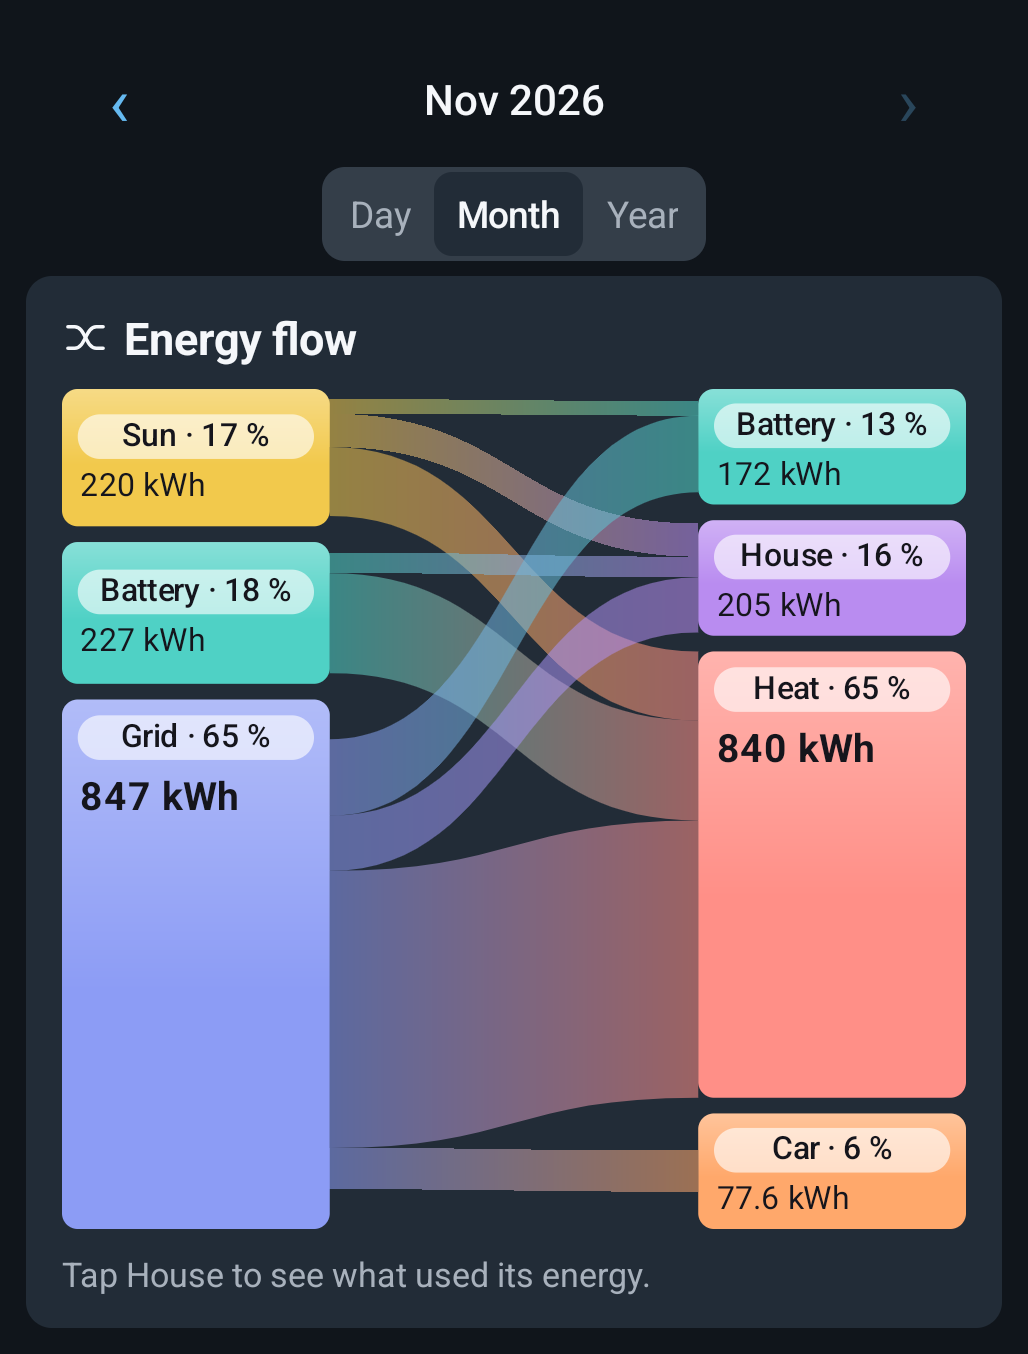 ‹ Nov 2026 ›
Day Month Year
Energy flow
Sun · 17 %
220 kWh
Battery · 18 %
227 kWh
Grid · 65 %
847 kWh
Battery · 13 %
172 kWh
House · 16 %
205 kWh
Heat · 65 %
840 kWh
Car · 6 %
77.6 kWh
Tap House to see what used its energy.